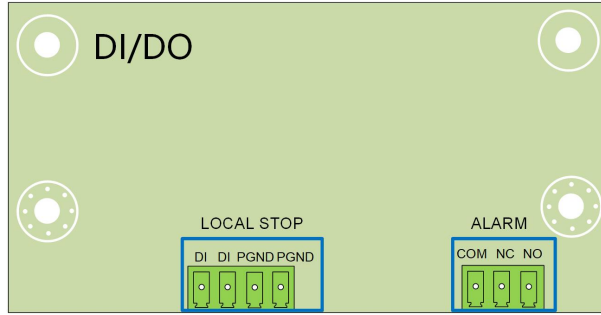 DI/DO
LOCAL STOP
ALARM
DI DI PGND PGND
COM NC NO